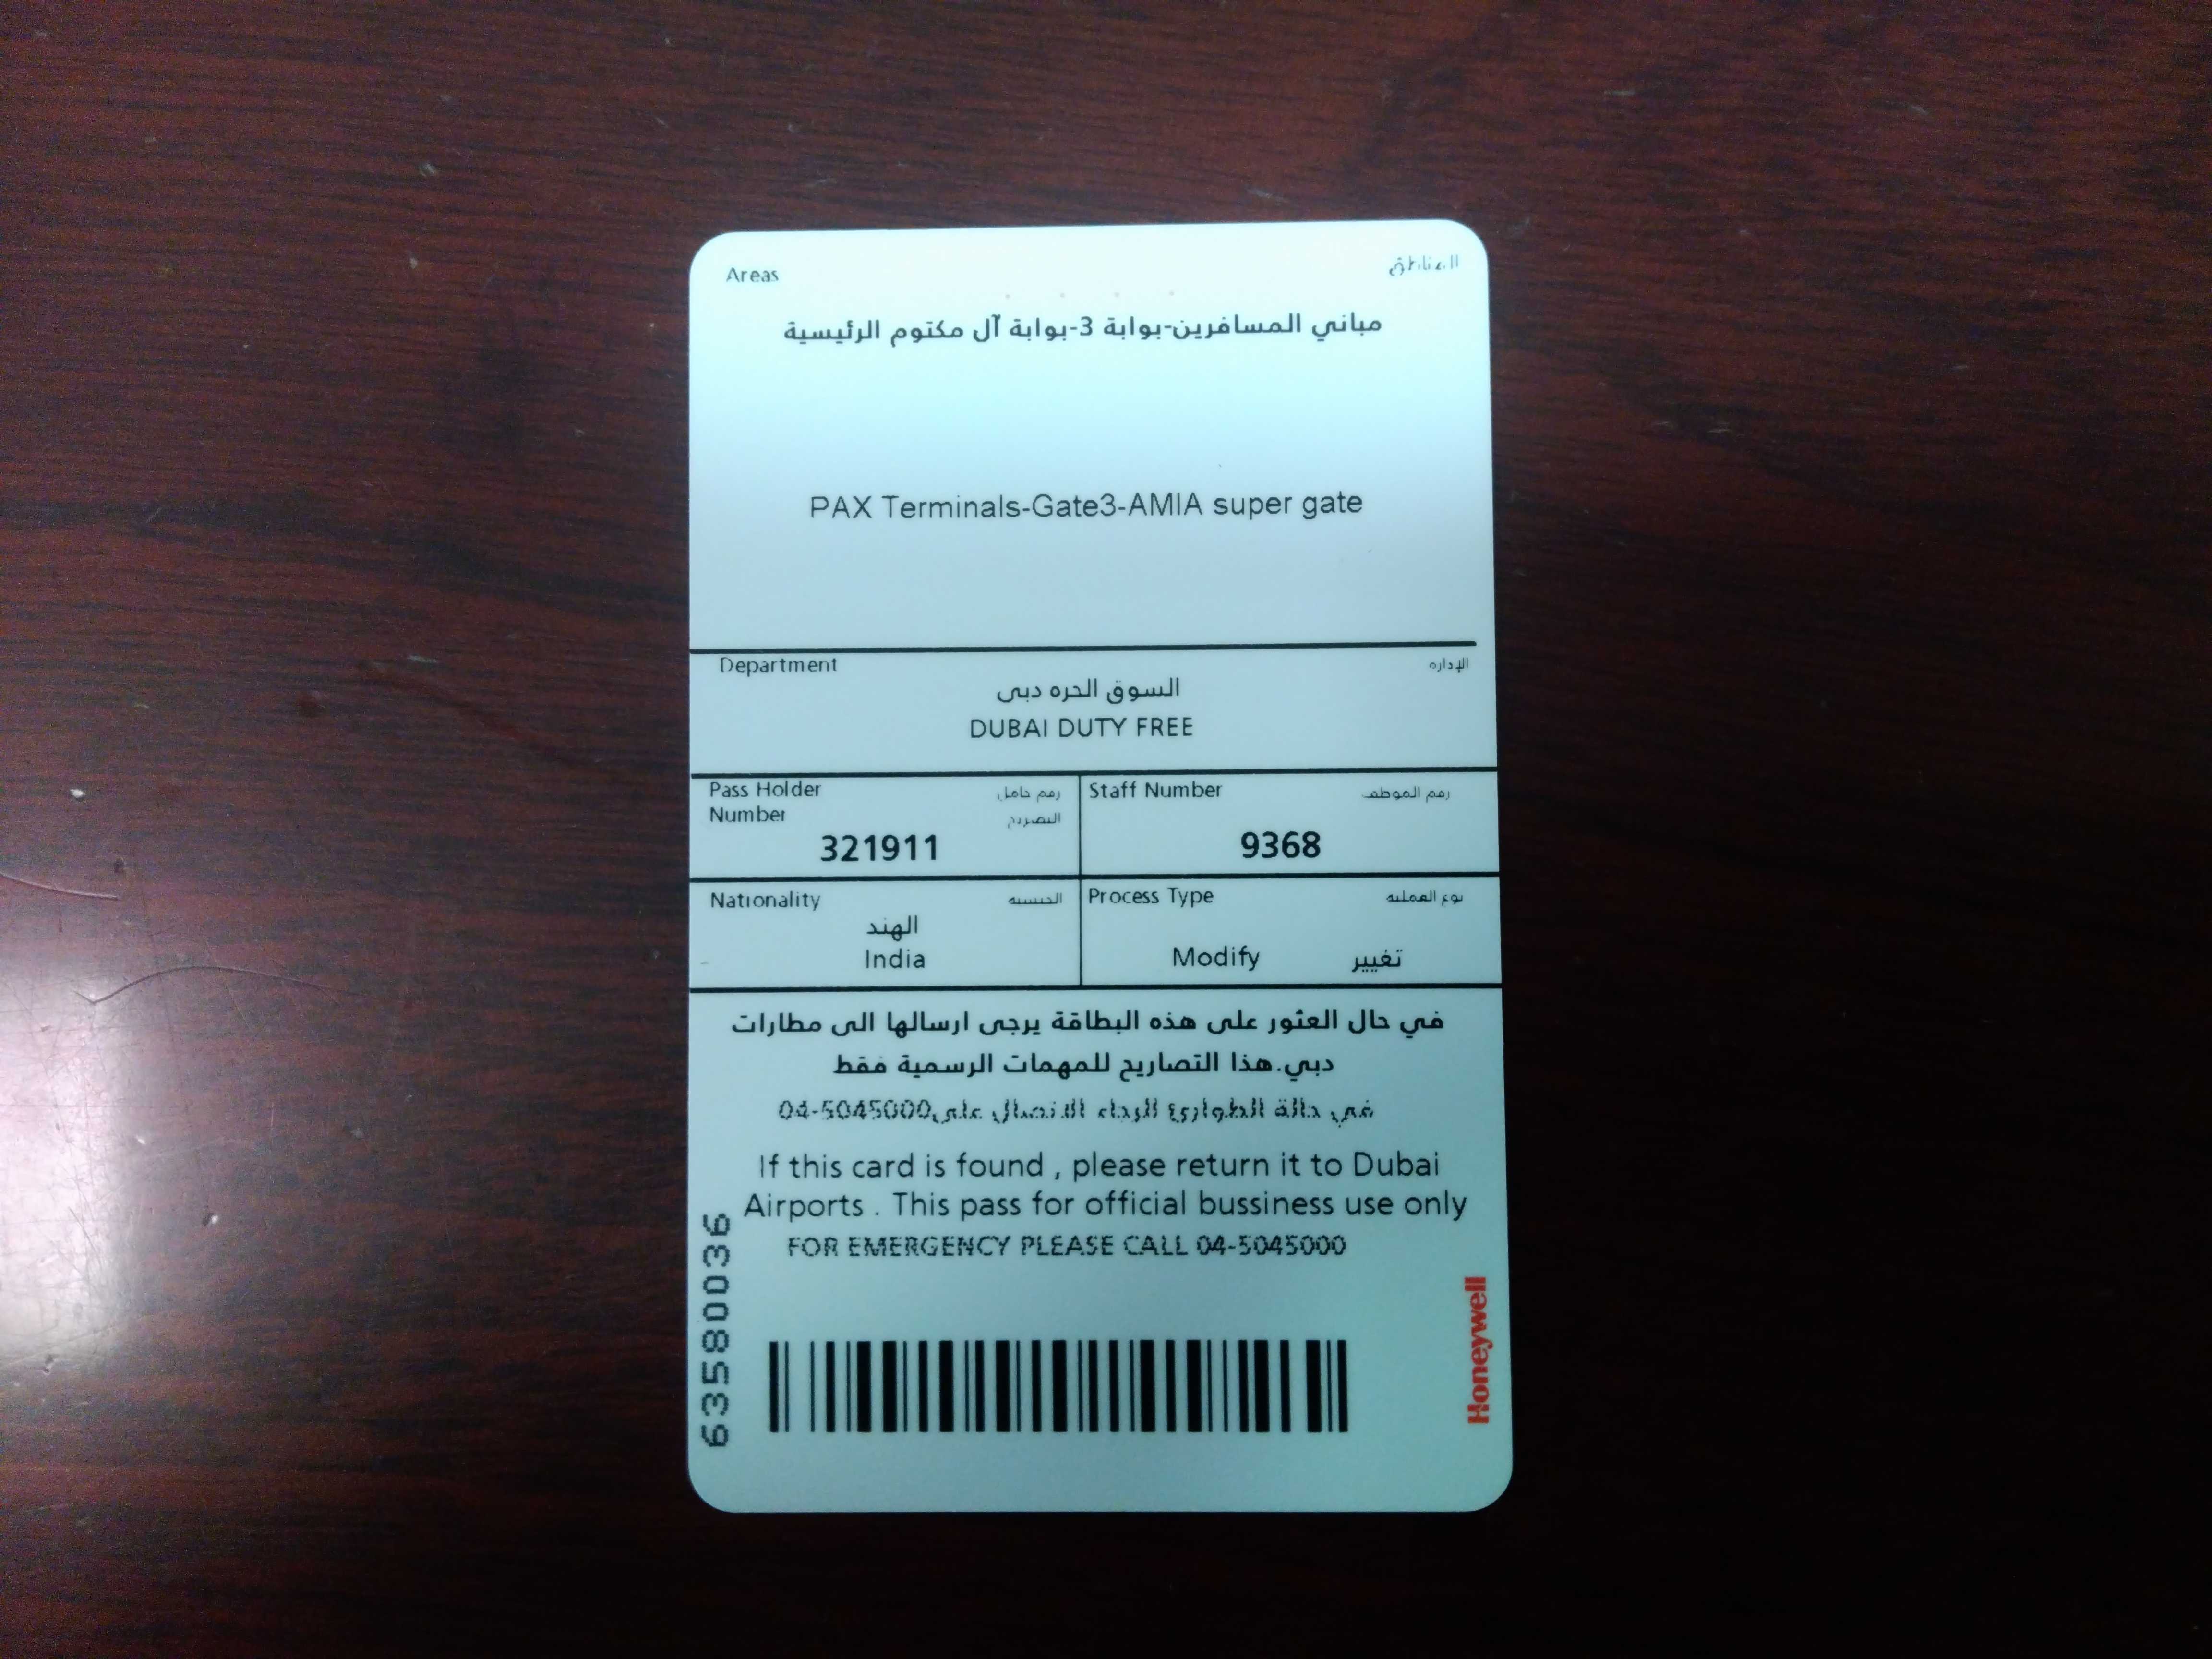 Areas المناطق
مباني المسافرين-بوابة 3-بوابة آل مكتوم الرئيسية
PAX Terminals-Gate3-AMIA super gate
Department الإداره
السوق الحره دبى
DUBAI DUTY FREE
Pass Holder رقم حامل
Number التصريح
321911
Staff Number رقم الموظف
9368
Nationality الجنسيه
الهند
India
Process Type نوع العمليه
Modify تغيير
في حال العثور على هذه البطاقة يرجى ارسالها الى مطارات
دبي.هذا التصاريح للمهمات الرسمية فقط
في حالة الطوارئ الرجاء الاتصال على04-5045000
If this card is found , please return it to Dubai
Airports . This pass for official bussiness use only
FOR EMERGENCY PLEASE CALL 04-5045000
63580036
Honeywell